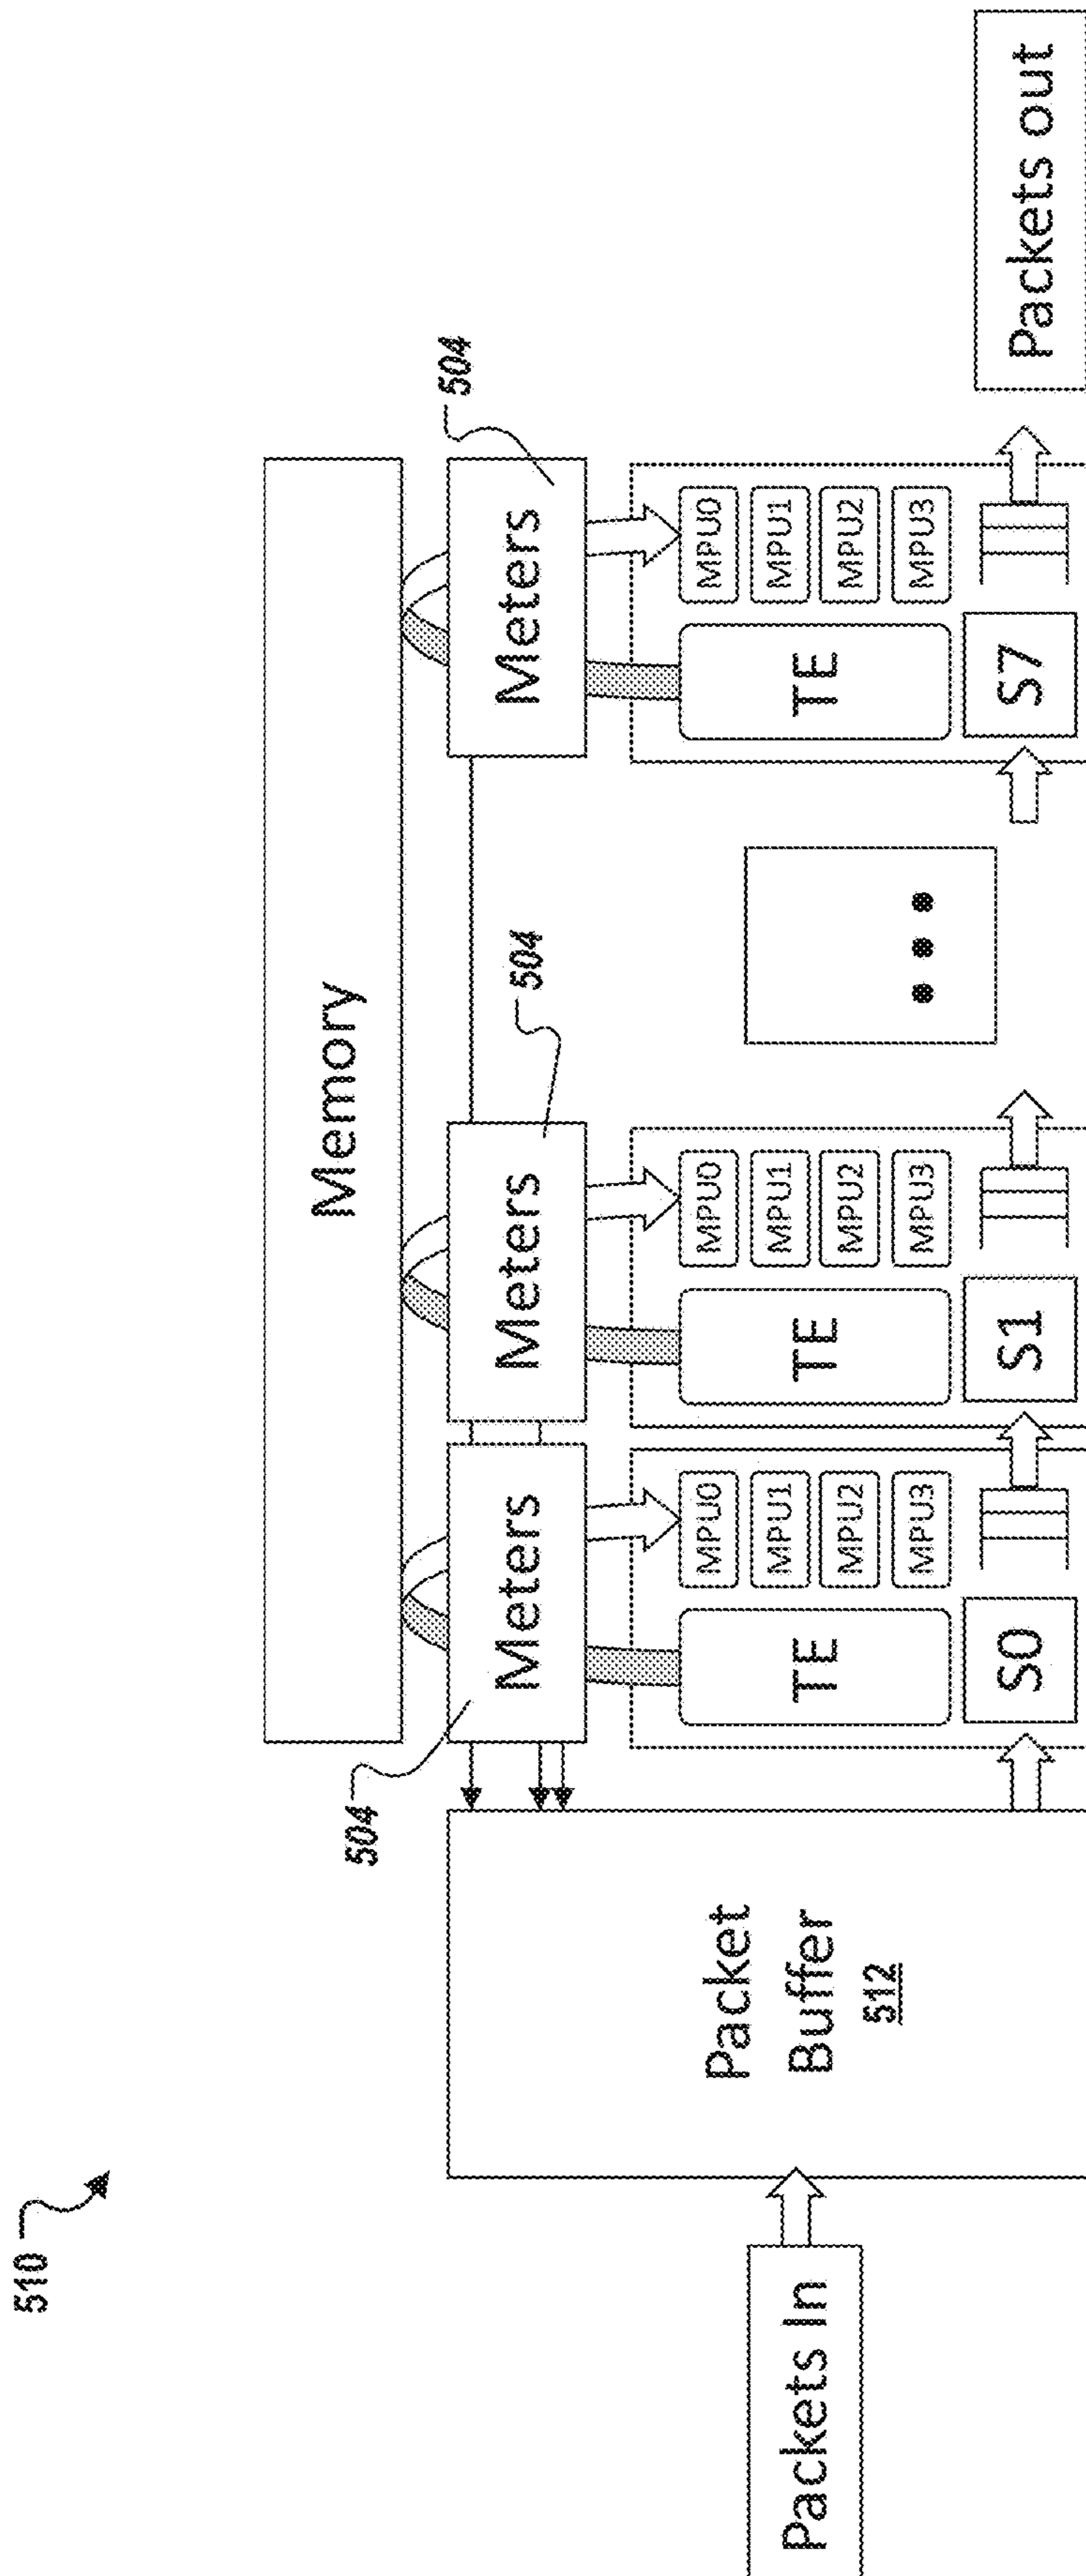 510
Memory
504
504
504
Meters
Meters
Meters
Packets In
Packet
Buffer
512
TE
MPU0
MPU1
MPU2
MPU3
S0
TE
MPU0
MPU1
MPU2
MPU3
S1
TE
MPU0
MPU1
MPU2
MPU3
S7
Packets out